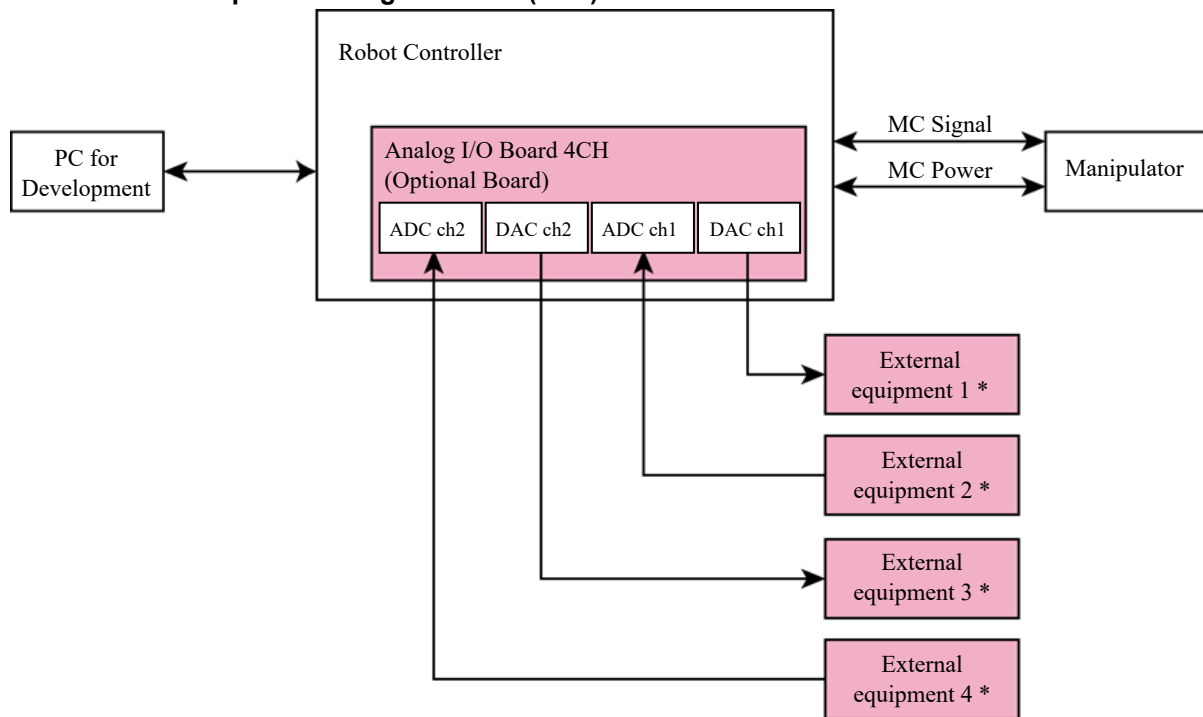 Robot Controller
MC Signal
PC for
Development
Analog I/O Board 4CH
(Optional Board)
MC Power
Manipulator
ADC ch2
DAC ch2
ADC ch1
DAC ch1
External
equipment 1 *
External
equipment 2 *
External
equipment 3 *
External
equipment 4 *